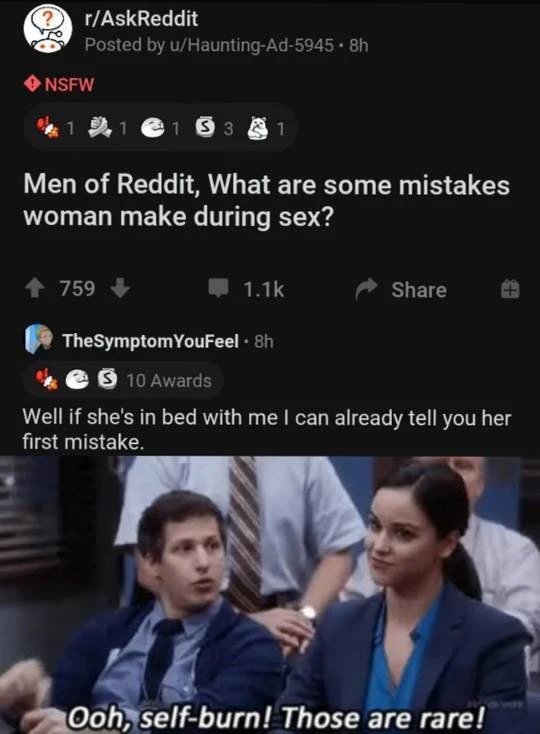 r/AskReddit
Posted by u/Haunting-Ad-5945 • 8h
NSFW
1 1 1 S 3 1
Men of Reddit, What are some mistakes
woman make during sex?
759 1.1k Share
TheSymptomYouFeel • 8h
S 10 Awards
Well if she's in bed with me I can already tell you her
first mistake.
Ooh, self-burn! Those are rare!